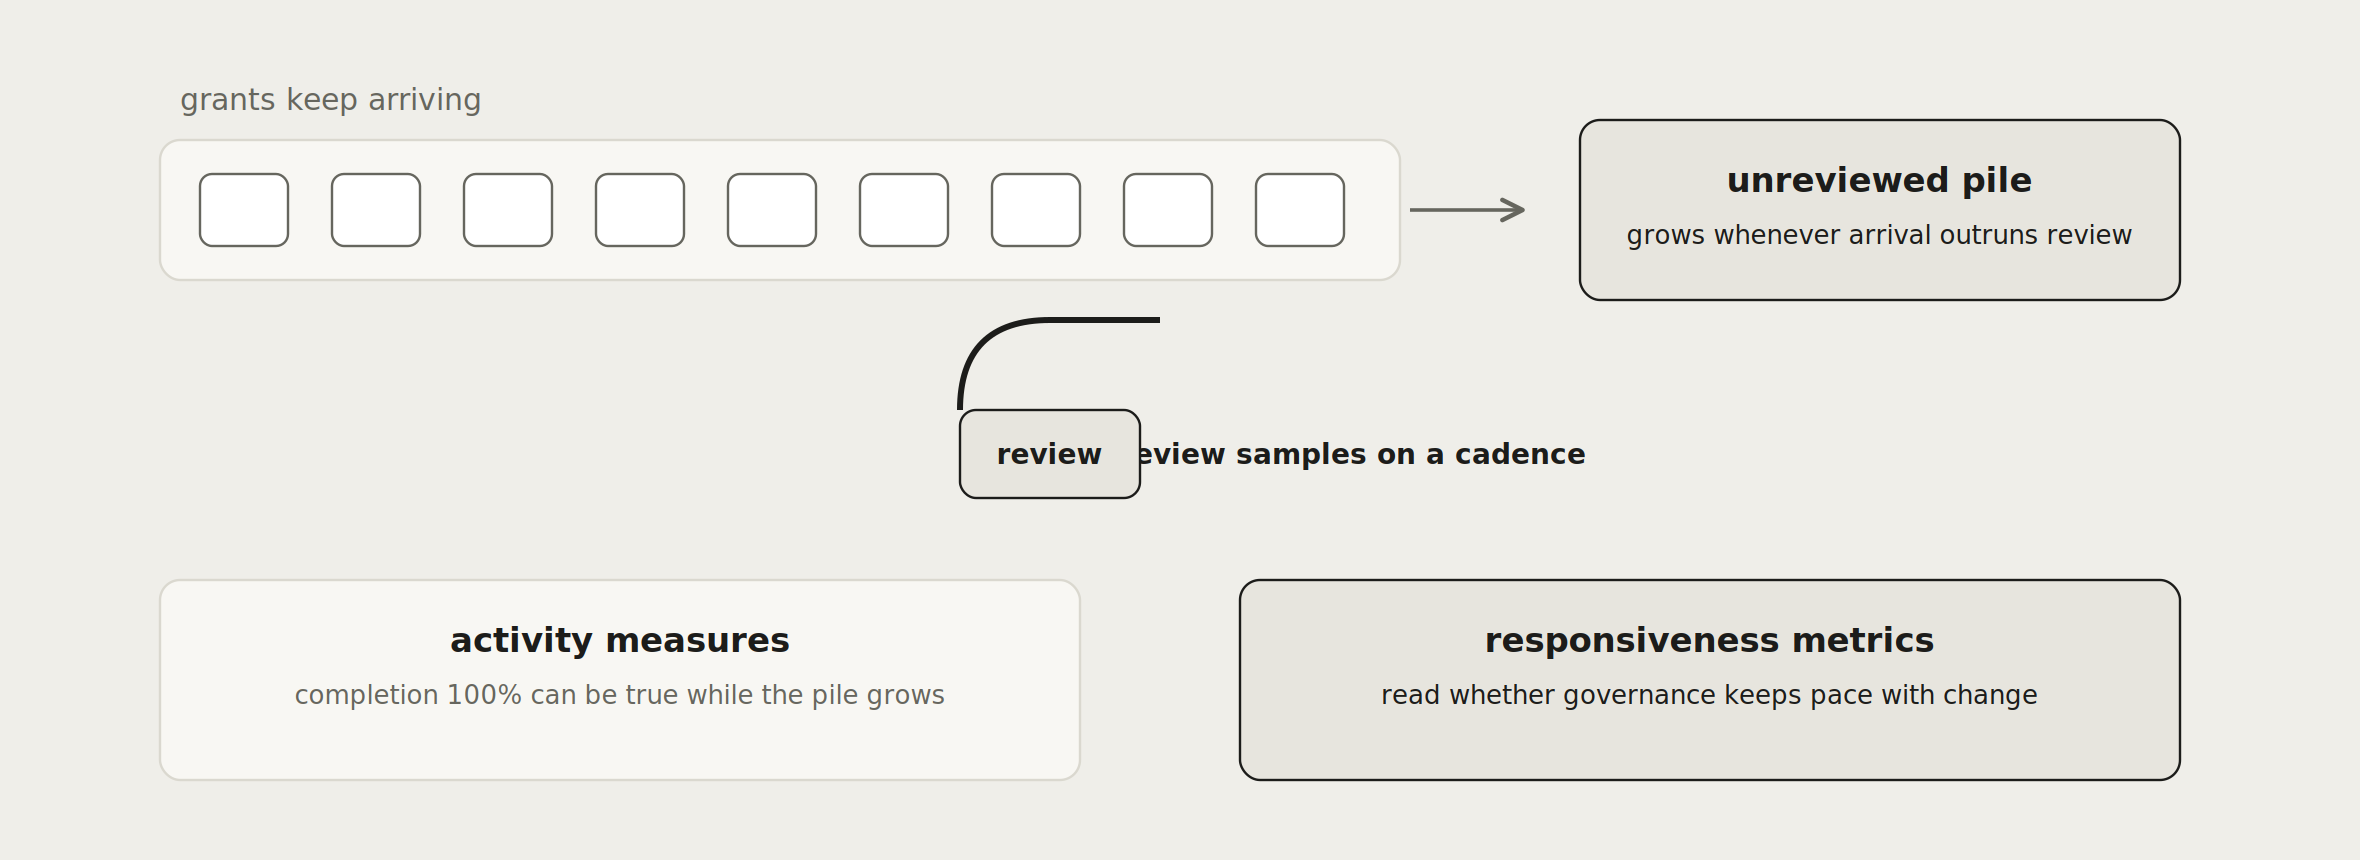 grants keep arriving
unreviewed pile
grows whenever arrival outruns review
review
eview samples on a cadence
activity measures
completion 100% can be true while the pile grows
responsiveness metrics
read whether governance keeps pace with change